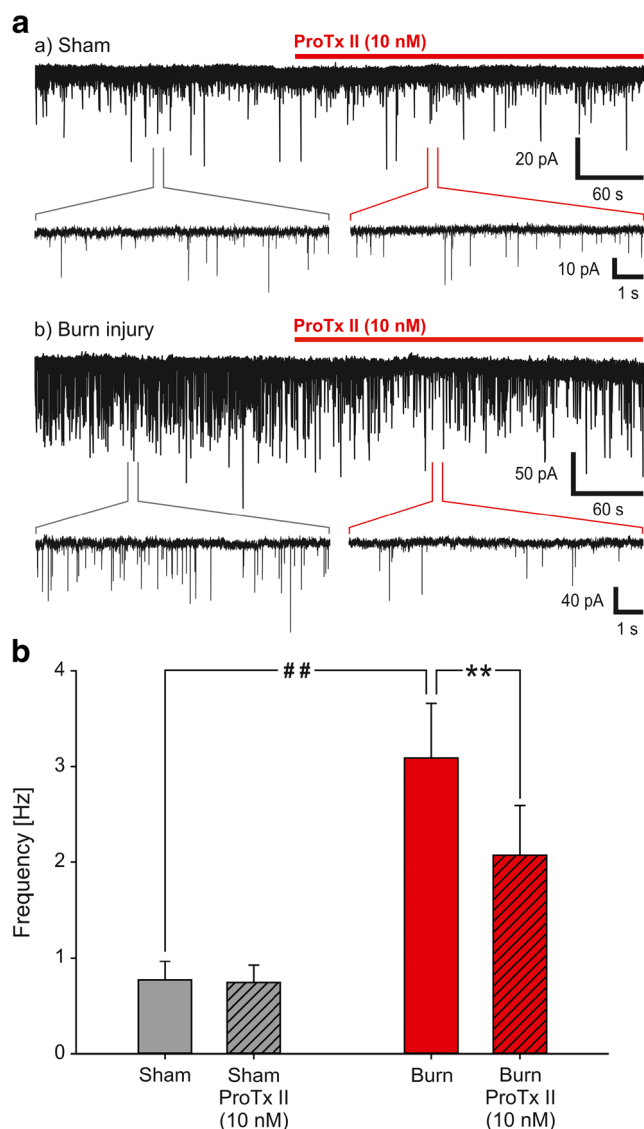 a
a) Sham
ProTx II (10 nM)
20 pA
60 s
10 pA
1 s
b) Burn injury
ProTx II (10 nM)
50 pA
60 s
40 pA
1 s
b
Frequency [Hz]
4
3
2
1
0
##
**
Sham
Sham
ProTx II
(10 nM)
Burn
Burn
ProTx II
(10 nM)